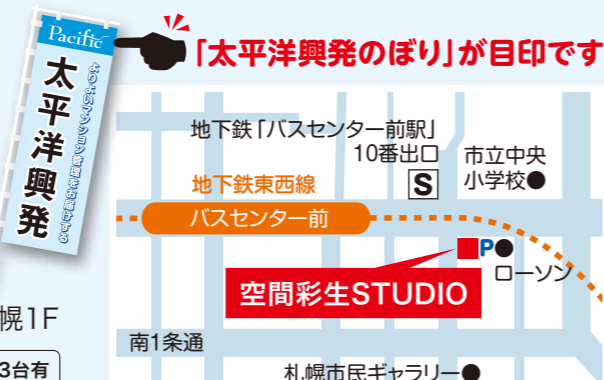 Pacific
よりよいマンション管理をお届けする
太平洋興発
「太平洋興発のぼり」が目印です
地下鉄「バスセンター前駅」
10番出口
S
市立中央
小学校●
地下鉄東西線
バスセンター前
P●
ローソン
空間彩生STUDIO
幌1F
南1条通
3台有
札幌市民ギャラリー●